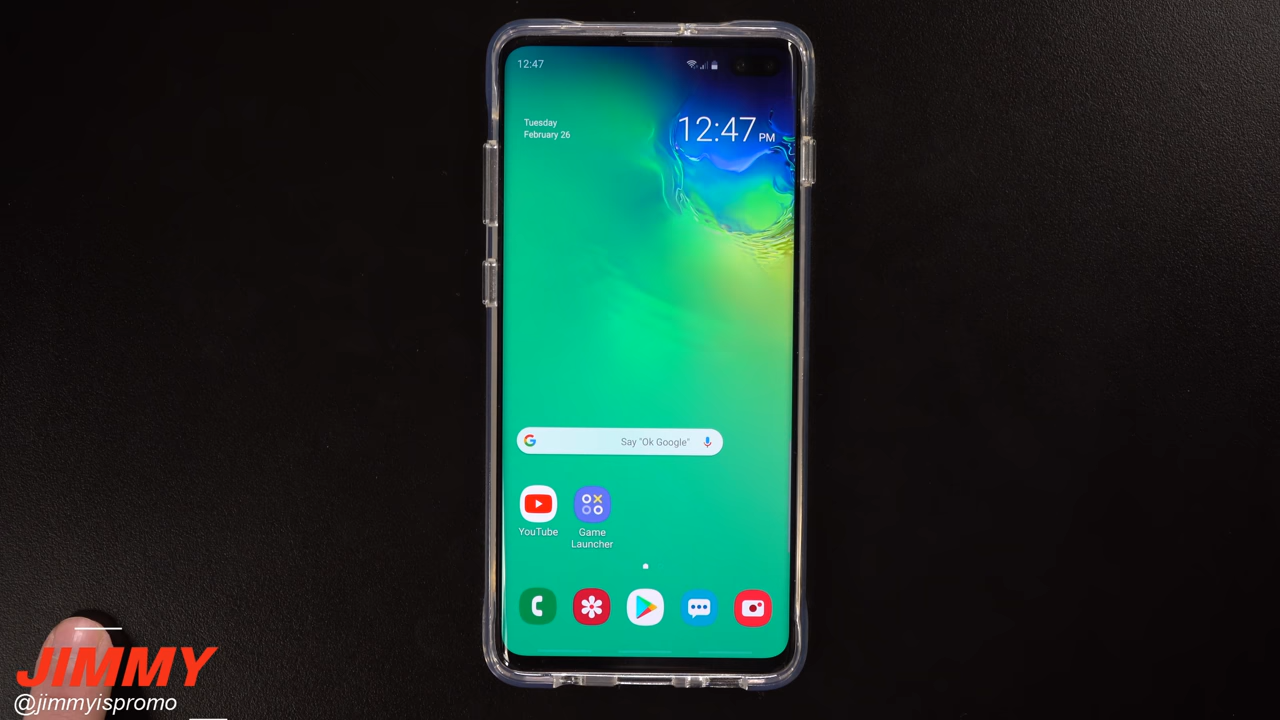 12:47
Tuesday
February 26
12:47 PM
Say "Ok Google"
YouTube
Game
Launcher
JIMMY
@jimmyispromo